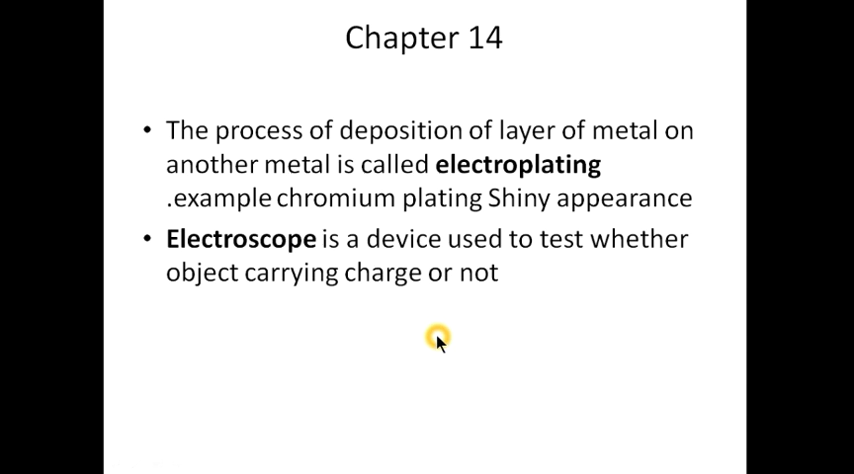 Chapter 14
• The process of deposition of layer of metal on
another metal is called electroplating
.example chromium plating Shiny appearance
• Electroscope is a device used to test whether
object carrying charge or not